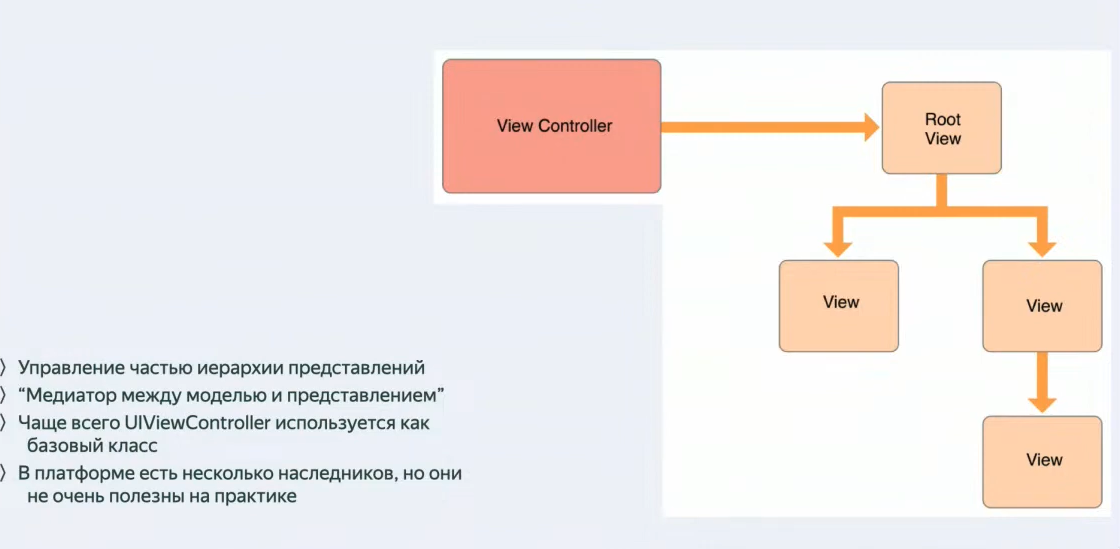 View Controller
Root
View
View
View
View
〉 Управление частью иерархии представлений
〉 “Медиатор между моделью и представлением”
〉 Чаще всего UIViewController используется как
базовый класс
〉 В платформе есть несколько наследников, но они
не очень полезны на практике